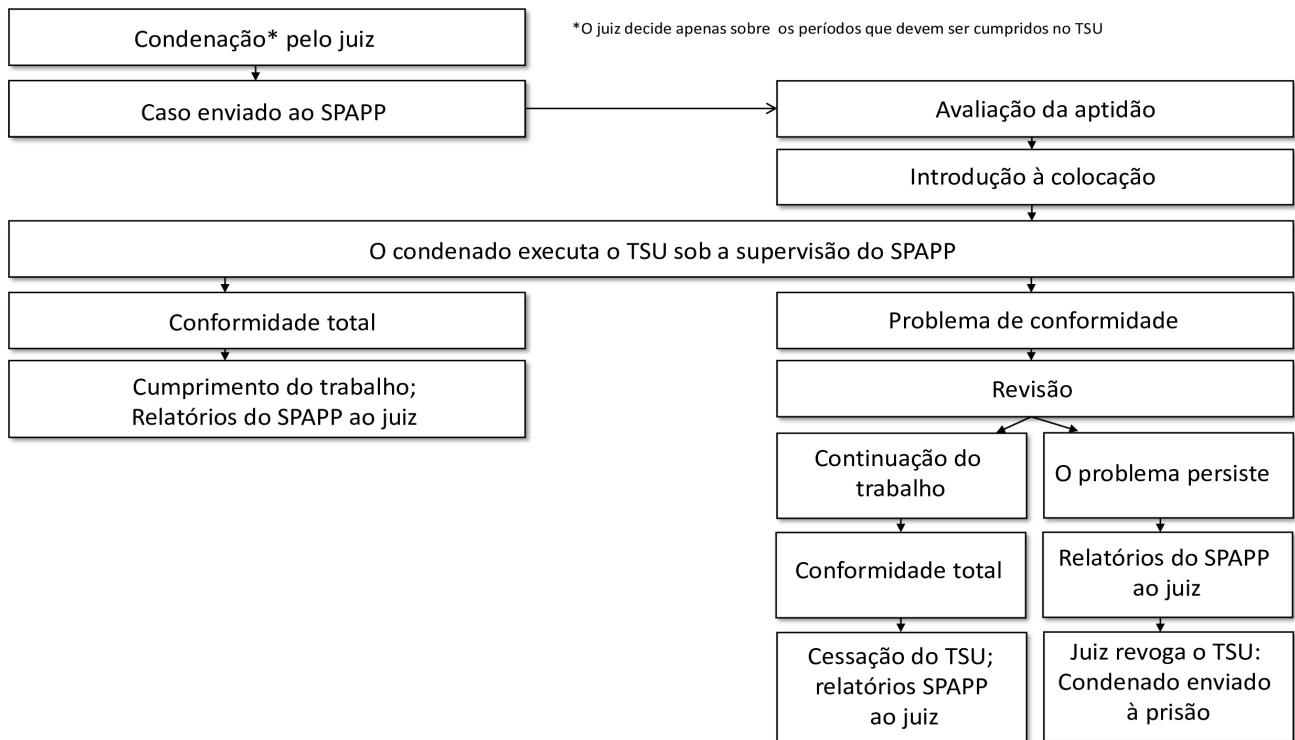 Condenação* pelo juiz
*O juiz decide apenas sobre os períodos que devem ser cumpridos no TSU
Caso enviado ao SPAPP
Avaliação da aptidão
Introdução à colocação
O condenado executa o TSU sob a supervisão do SPAPP
Conformidade total
Problema de conformidade
Cumprimento do trabalho;
Relatórios do SPAPP ao juiz
Revisão
Continuação do
trabalho
O problema persiste
Conformidade total
Relatórios do SPAPP
ao juiz
Cessação do TSU;
relatórios SPAPP
ao juiz
Juiz revoga o TSU:
Condenado enviado
à prisão